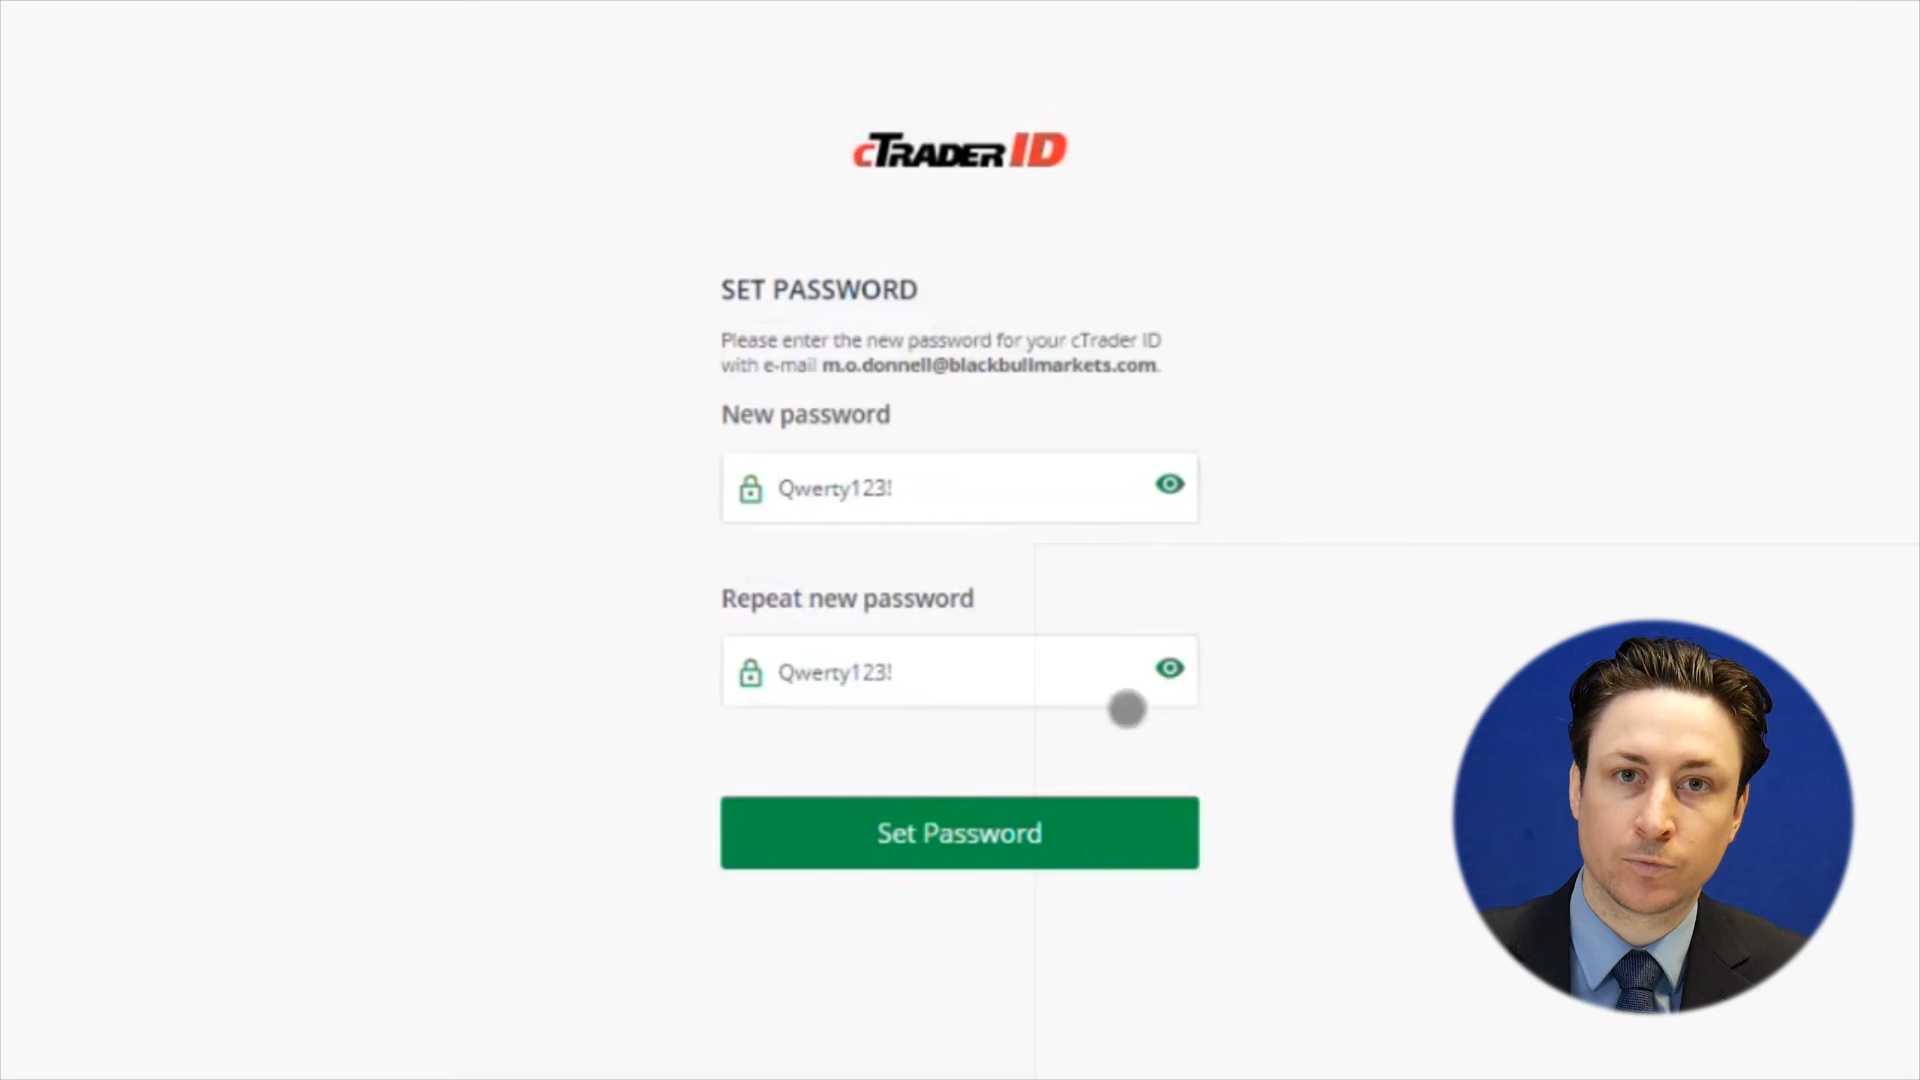 cTRADER ID
SET PASSWORD
Please enter the new password for your cTrader ID
with e-mail m.o.donnell@blackbullmarkets.com.
New password
Qwerty123!
Repeat new password
Qwerty123!
Set Password